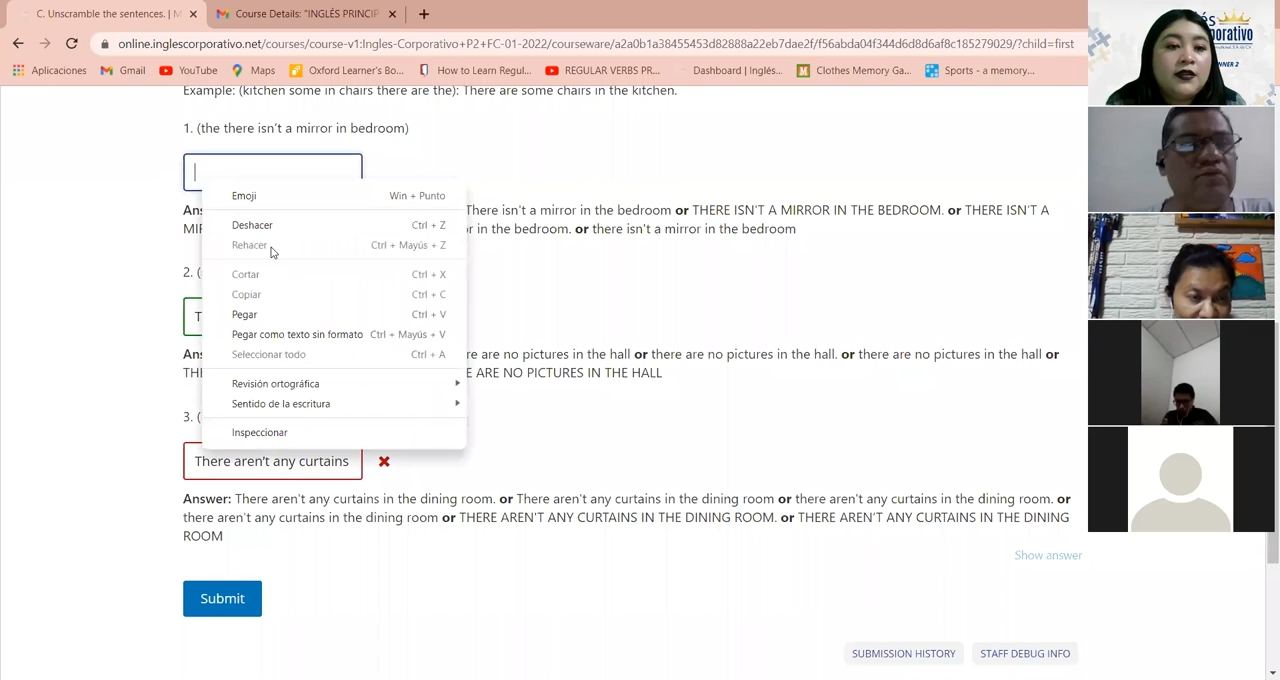 C. Unscramble the sentences. | M
Course Details: "INGLÉS PRINCIP
online.inglescorporativo.net/courses/course-v1:Ingles-Corporativo+P2+FC-01-2022/courseware/a2a0b1a38455453d82888a22eb7dae2f/f56abda04f344d6d8d6af8c185279029/?child=first
Aplicaciones Gmail YouTube Maps Oxford Learner's Bo... How to Learn Regul... REGULAR VERBS PR... Dashboard | Inglés... Clothes Memory Ga... Sports - a memory...
Example: (kitchen some in chairs there are the): There are some chairs in the kitchen.
1. (the there isn't a mirror in bedroom)
Emoji Win + Punto
Deshacer Ctrl + Z
Rehacer Ctrl + Mayús + Z
Cortar Ctrl + X
Copiar Ctrl + C
Pegar Ctrl + V
Pegar como texto sin formato Ctrl + Mayús + V
Seleccionar todo Ctrl + A
Revisión ortográfica
Sentido de la escritura
Inspeccionar
Ans There isn't a mirror in the bedroom or THERE ISN'T A MIRROR IN THE BEDROOM. or THERE ISN'T A
MIR r in the bedroom. or there isn't a mirror in the bedroom
2. (
T
Ans re are no pictures in the hall or there are no pictures in the hall. or there are no pictures in the hall or
THE E ARE NO PICTURES IN THE HALL
3. (
There aren't any curtains
Answer: There aren't any curtains in the dining room. or There aren't any curtains in the dining room or there aren't any curtains in the dining room. or
there aren't any curtains in the dining room or THERE AREN'T ANY CURTAINS IN THE DINING ROOM. or THERE AREN'T ANY CURTAINS IN THE DINING
ROOM
Show answer
Submit
SUBMISSION HISTORY STAFF DEBUG INFO